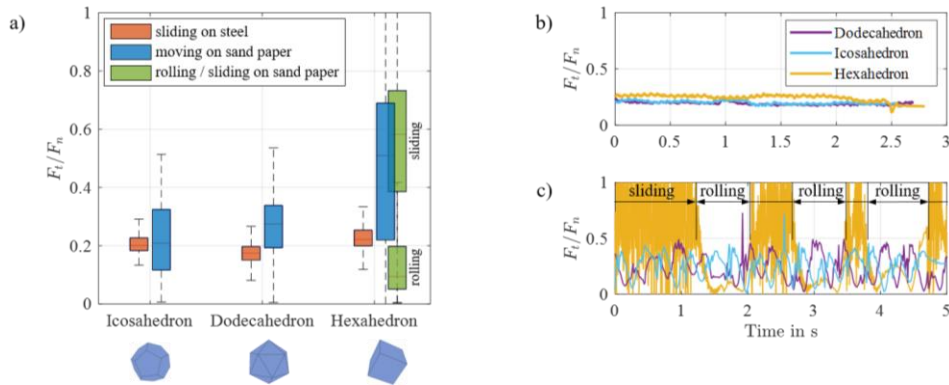 a)
F_t/F_n
1
0.8
0.6
0.4
0.2
0
sliding on steel
moving on sand paper
rolling / sliding on sand paper
sliding
rolling
Icosahedron
Dodecahedron
Hexahedron
b)
F_t/F_n
1
0.5
0
0
0.5
1
1.5
2
2.5
3
Dodecahedron
Icosahedron
Hexahedron
c)
F_t/F_n
1
0.5
0
sliding
rolling
rolling
rolling
0
1
2
3
4
5
Time in s